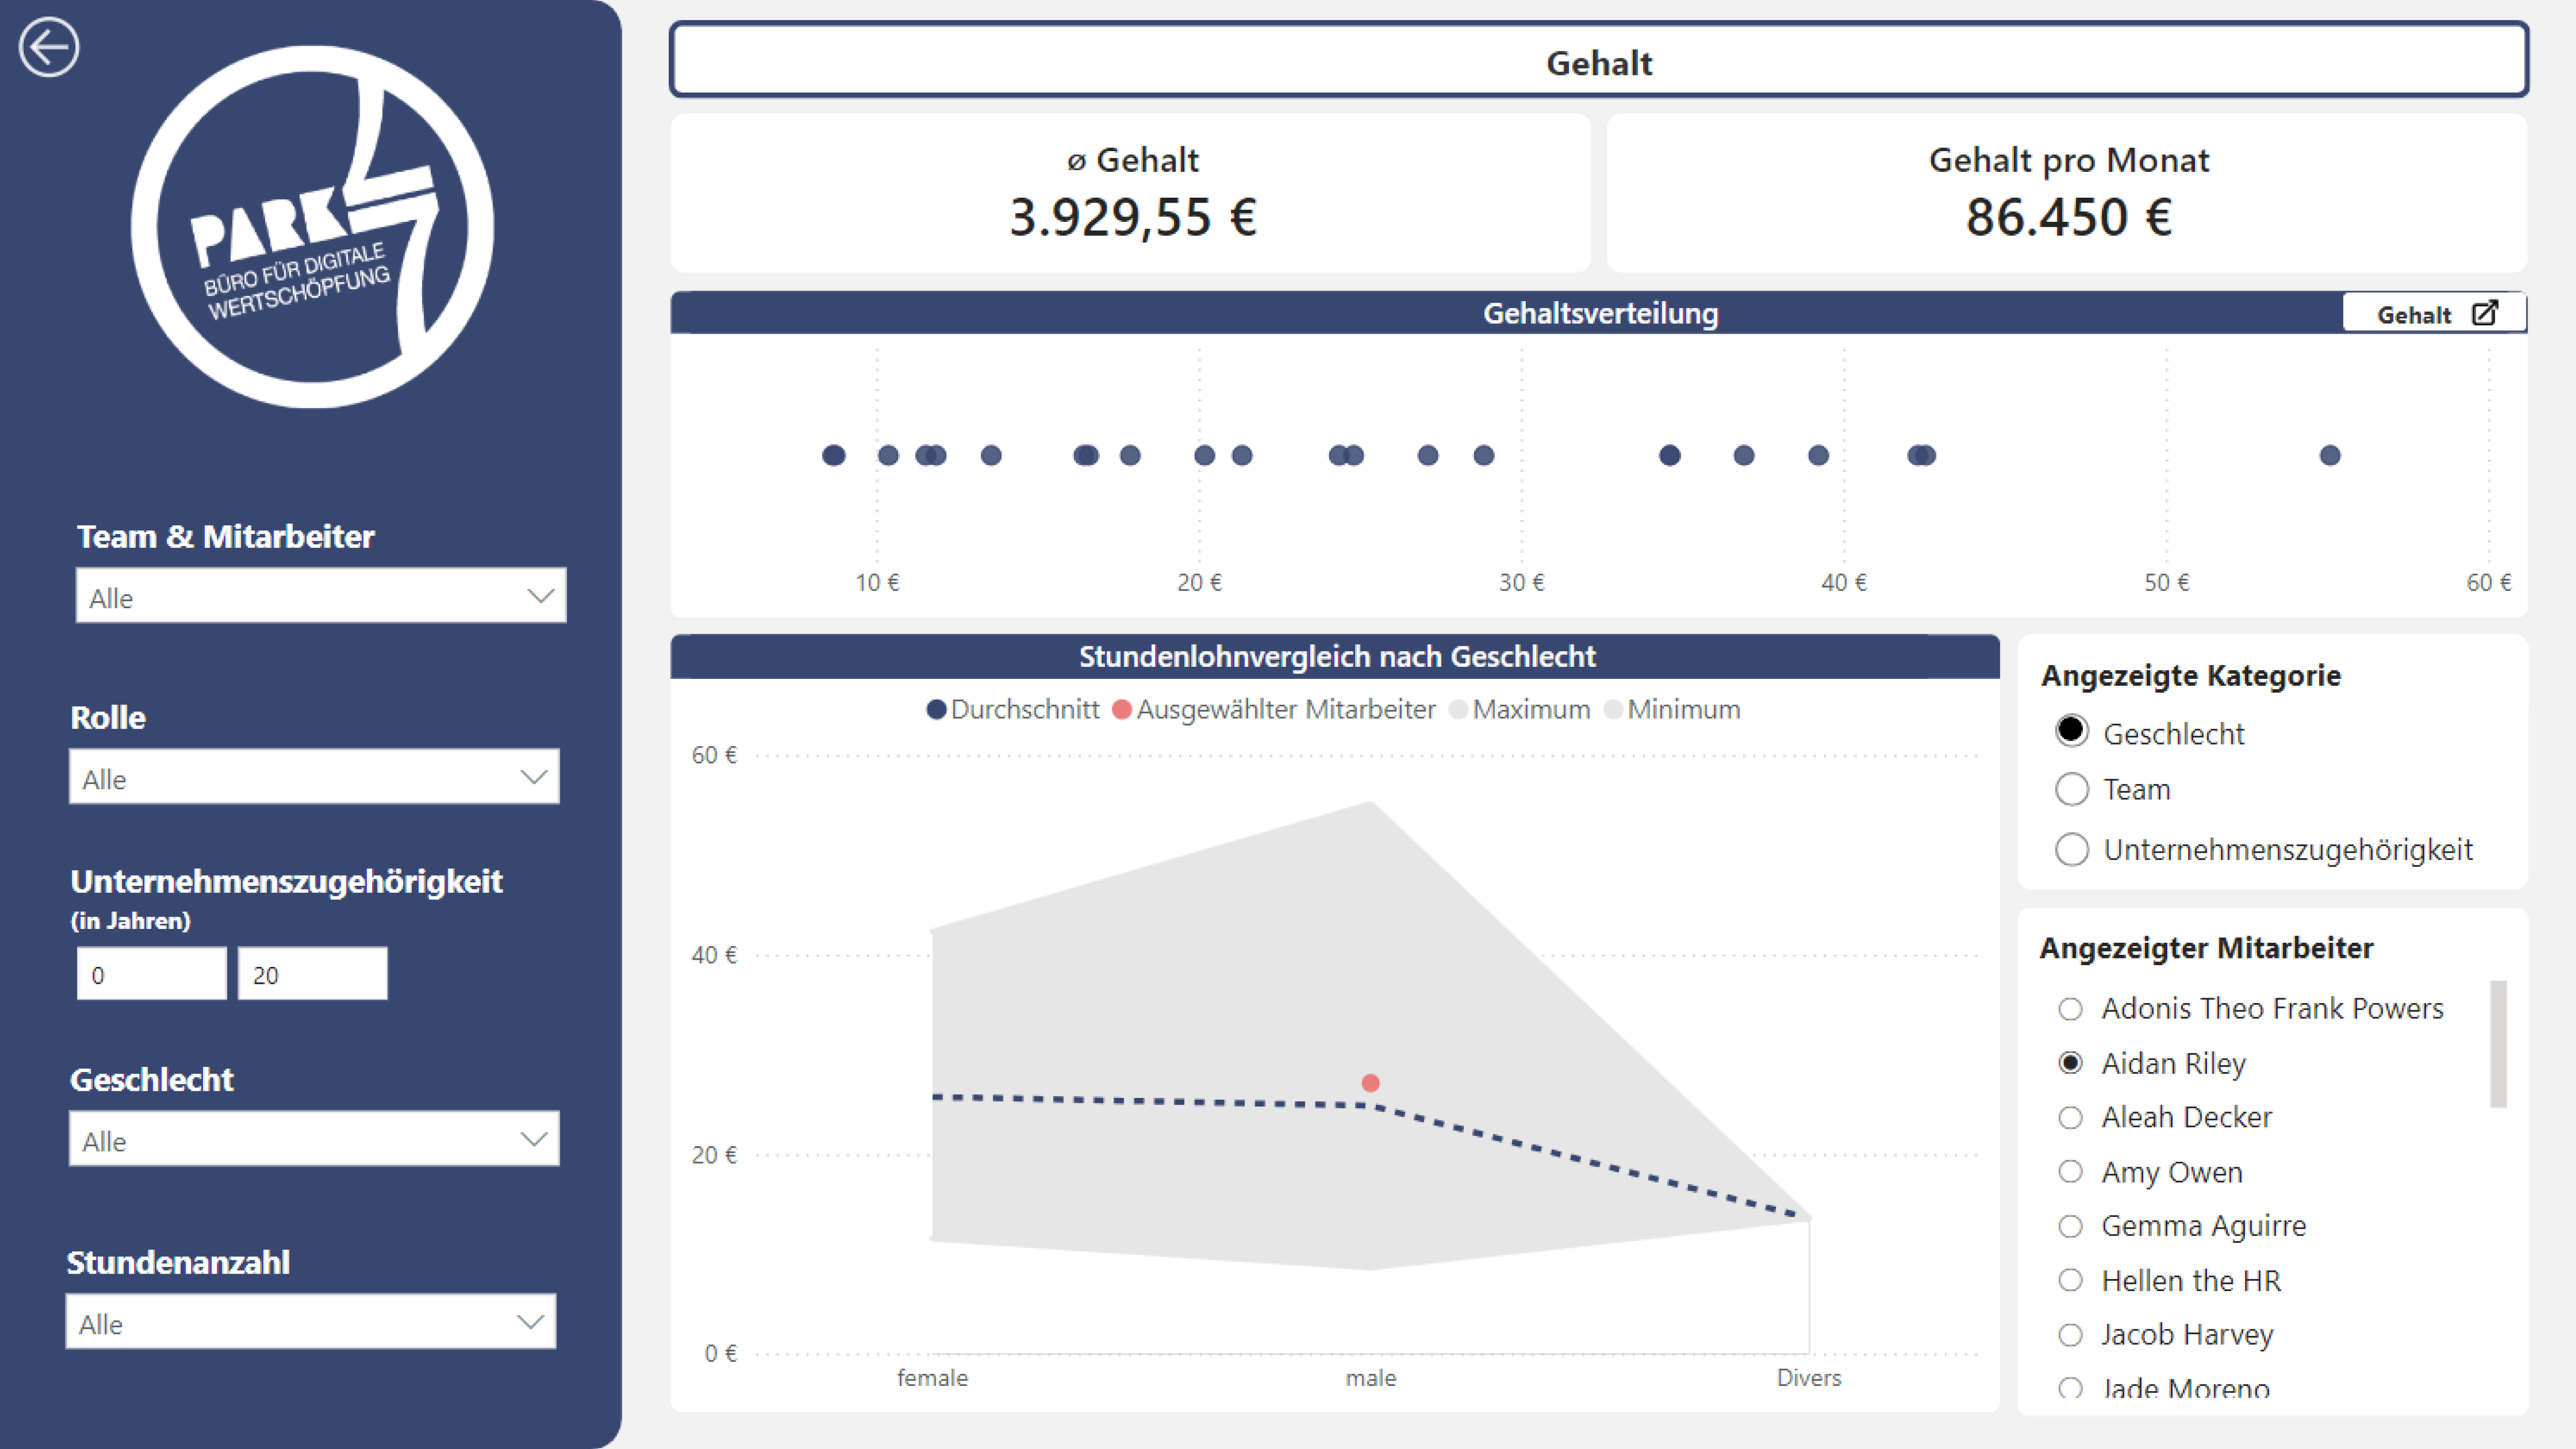 PARK
BÜRO FÜR DIGITALE
WERTSCHÖPFUNG
Team & Mitarbeiter
Alle
Rolle
Alle
Unternehmenszugehörigkeit
(in Jahren)
0 20
Geschlecht
Alle
Stundenanzahl
Alle
Gehalt
ø Gehalt
3.929,55 €
Gehalt pro Monat
86.450 €
Gehaltsverteilung
Gehalt
10 € 20 € 30 € 40 € 50 € 60 €
Stundenlohnvergleich nach Geschlecht
Durchschnitt Ausgewählter Mitarbeiter Maximum Minimum
60 €
40 €
20 €
0 €
female male Divers
Angezeigte Kategorie
Geschlecht
Team
Unternehmenszugehörigkeit
Angezeigter Mitarbeiter
Adonis Theo Frank Powers
Aidan Riley
Aleah Decker
Amy Owen
Gemma Aguirre
Hellen the HR
Jacob Harvey
Jade Moreno